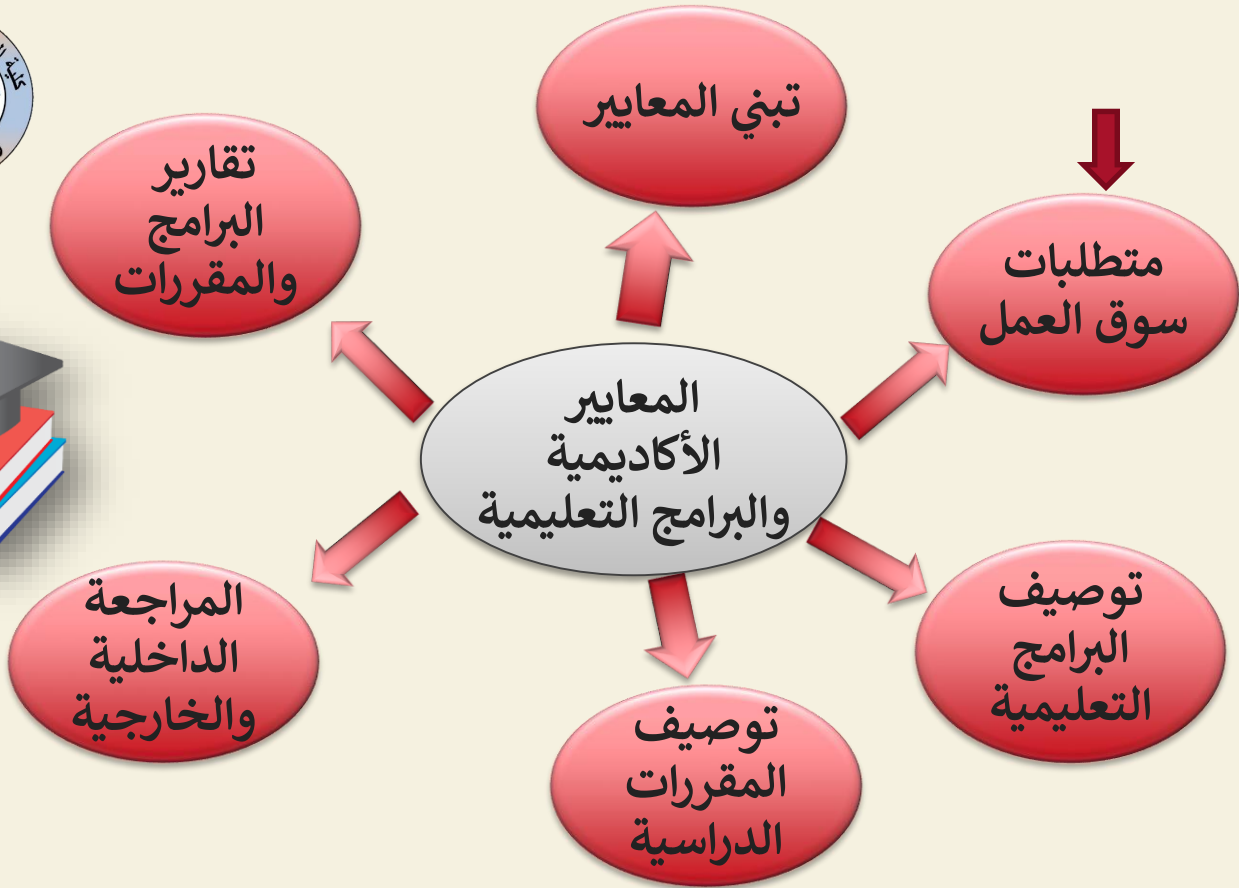 كلية
تبني المعايير
متطلبات
سوق العمل
تقارير
البرامج
والمقررات
المعايير
الأكاديمية
والبرامج التعليمية
توصيف
البرامج
التعليمية
المراجعة
الداخلية
والخارجية
توصيف
المقررات
الدراسية